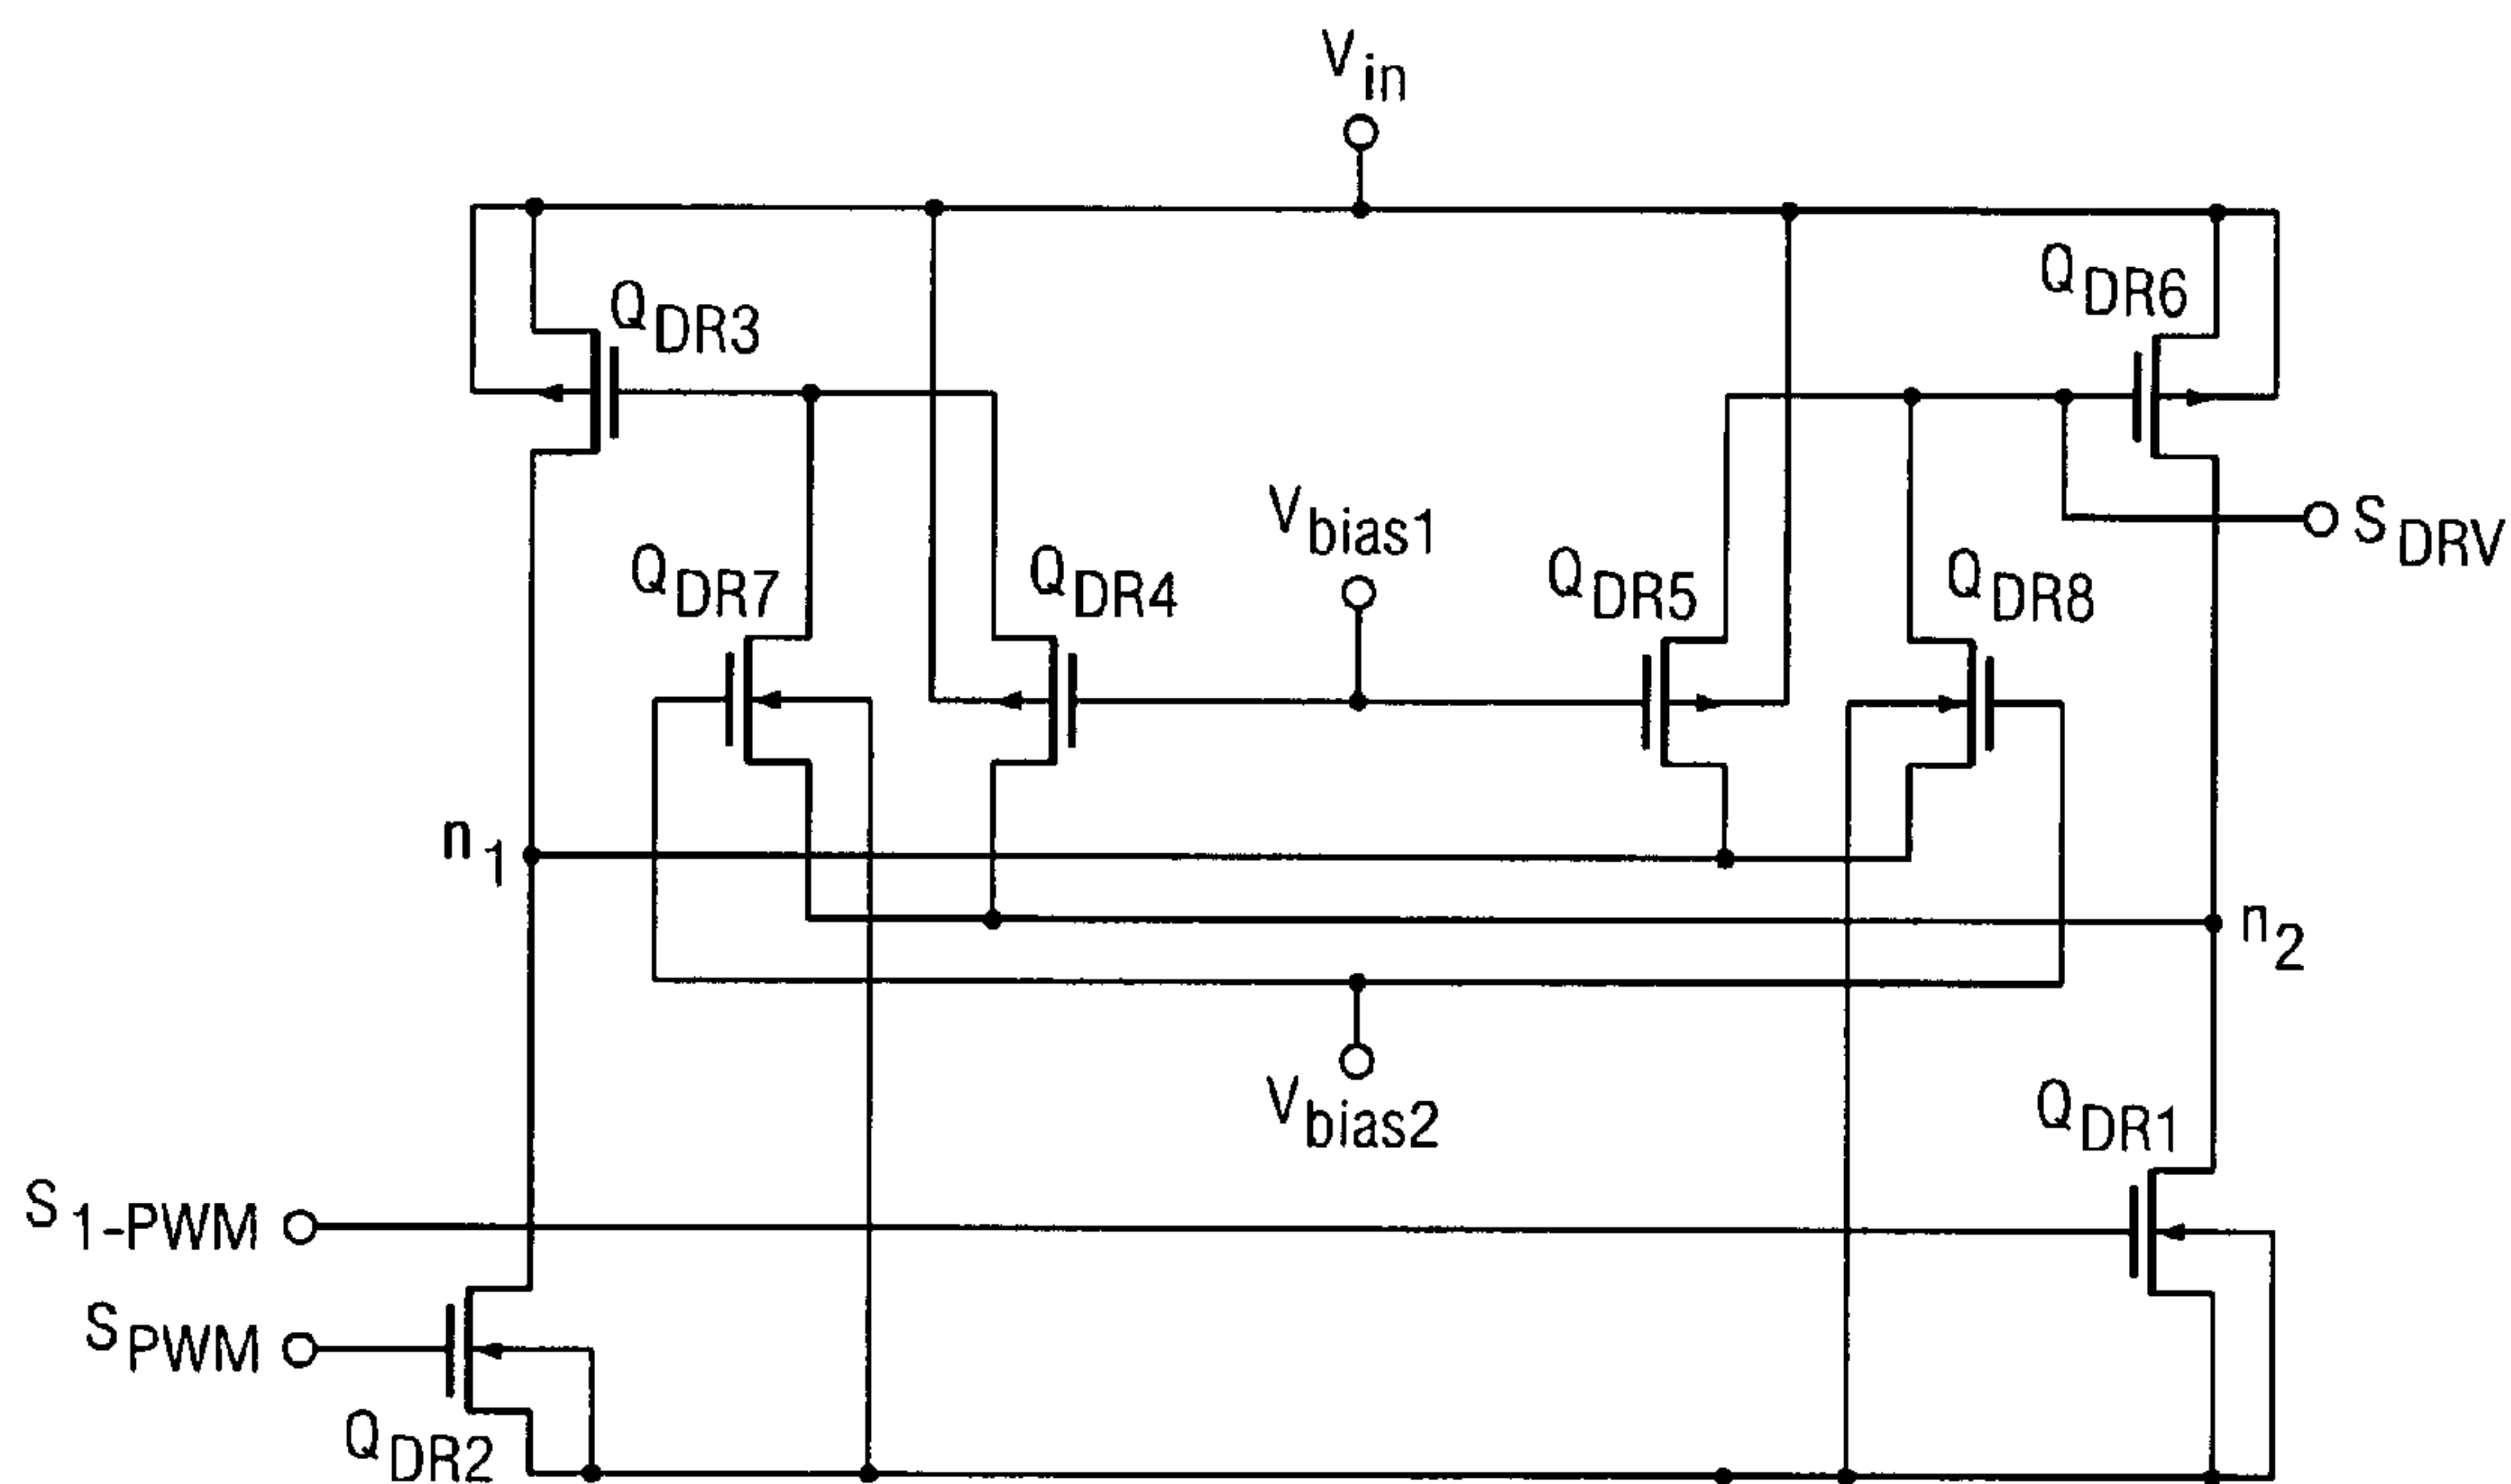 Vin
QDR6
QDR3
SDRV
Vbias1
QDR7
QDR4
QDR5
QDR8
n1
n2
Vbias2
QDR1
S1-PWM
SPWM
QDR2